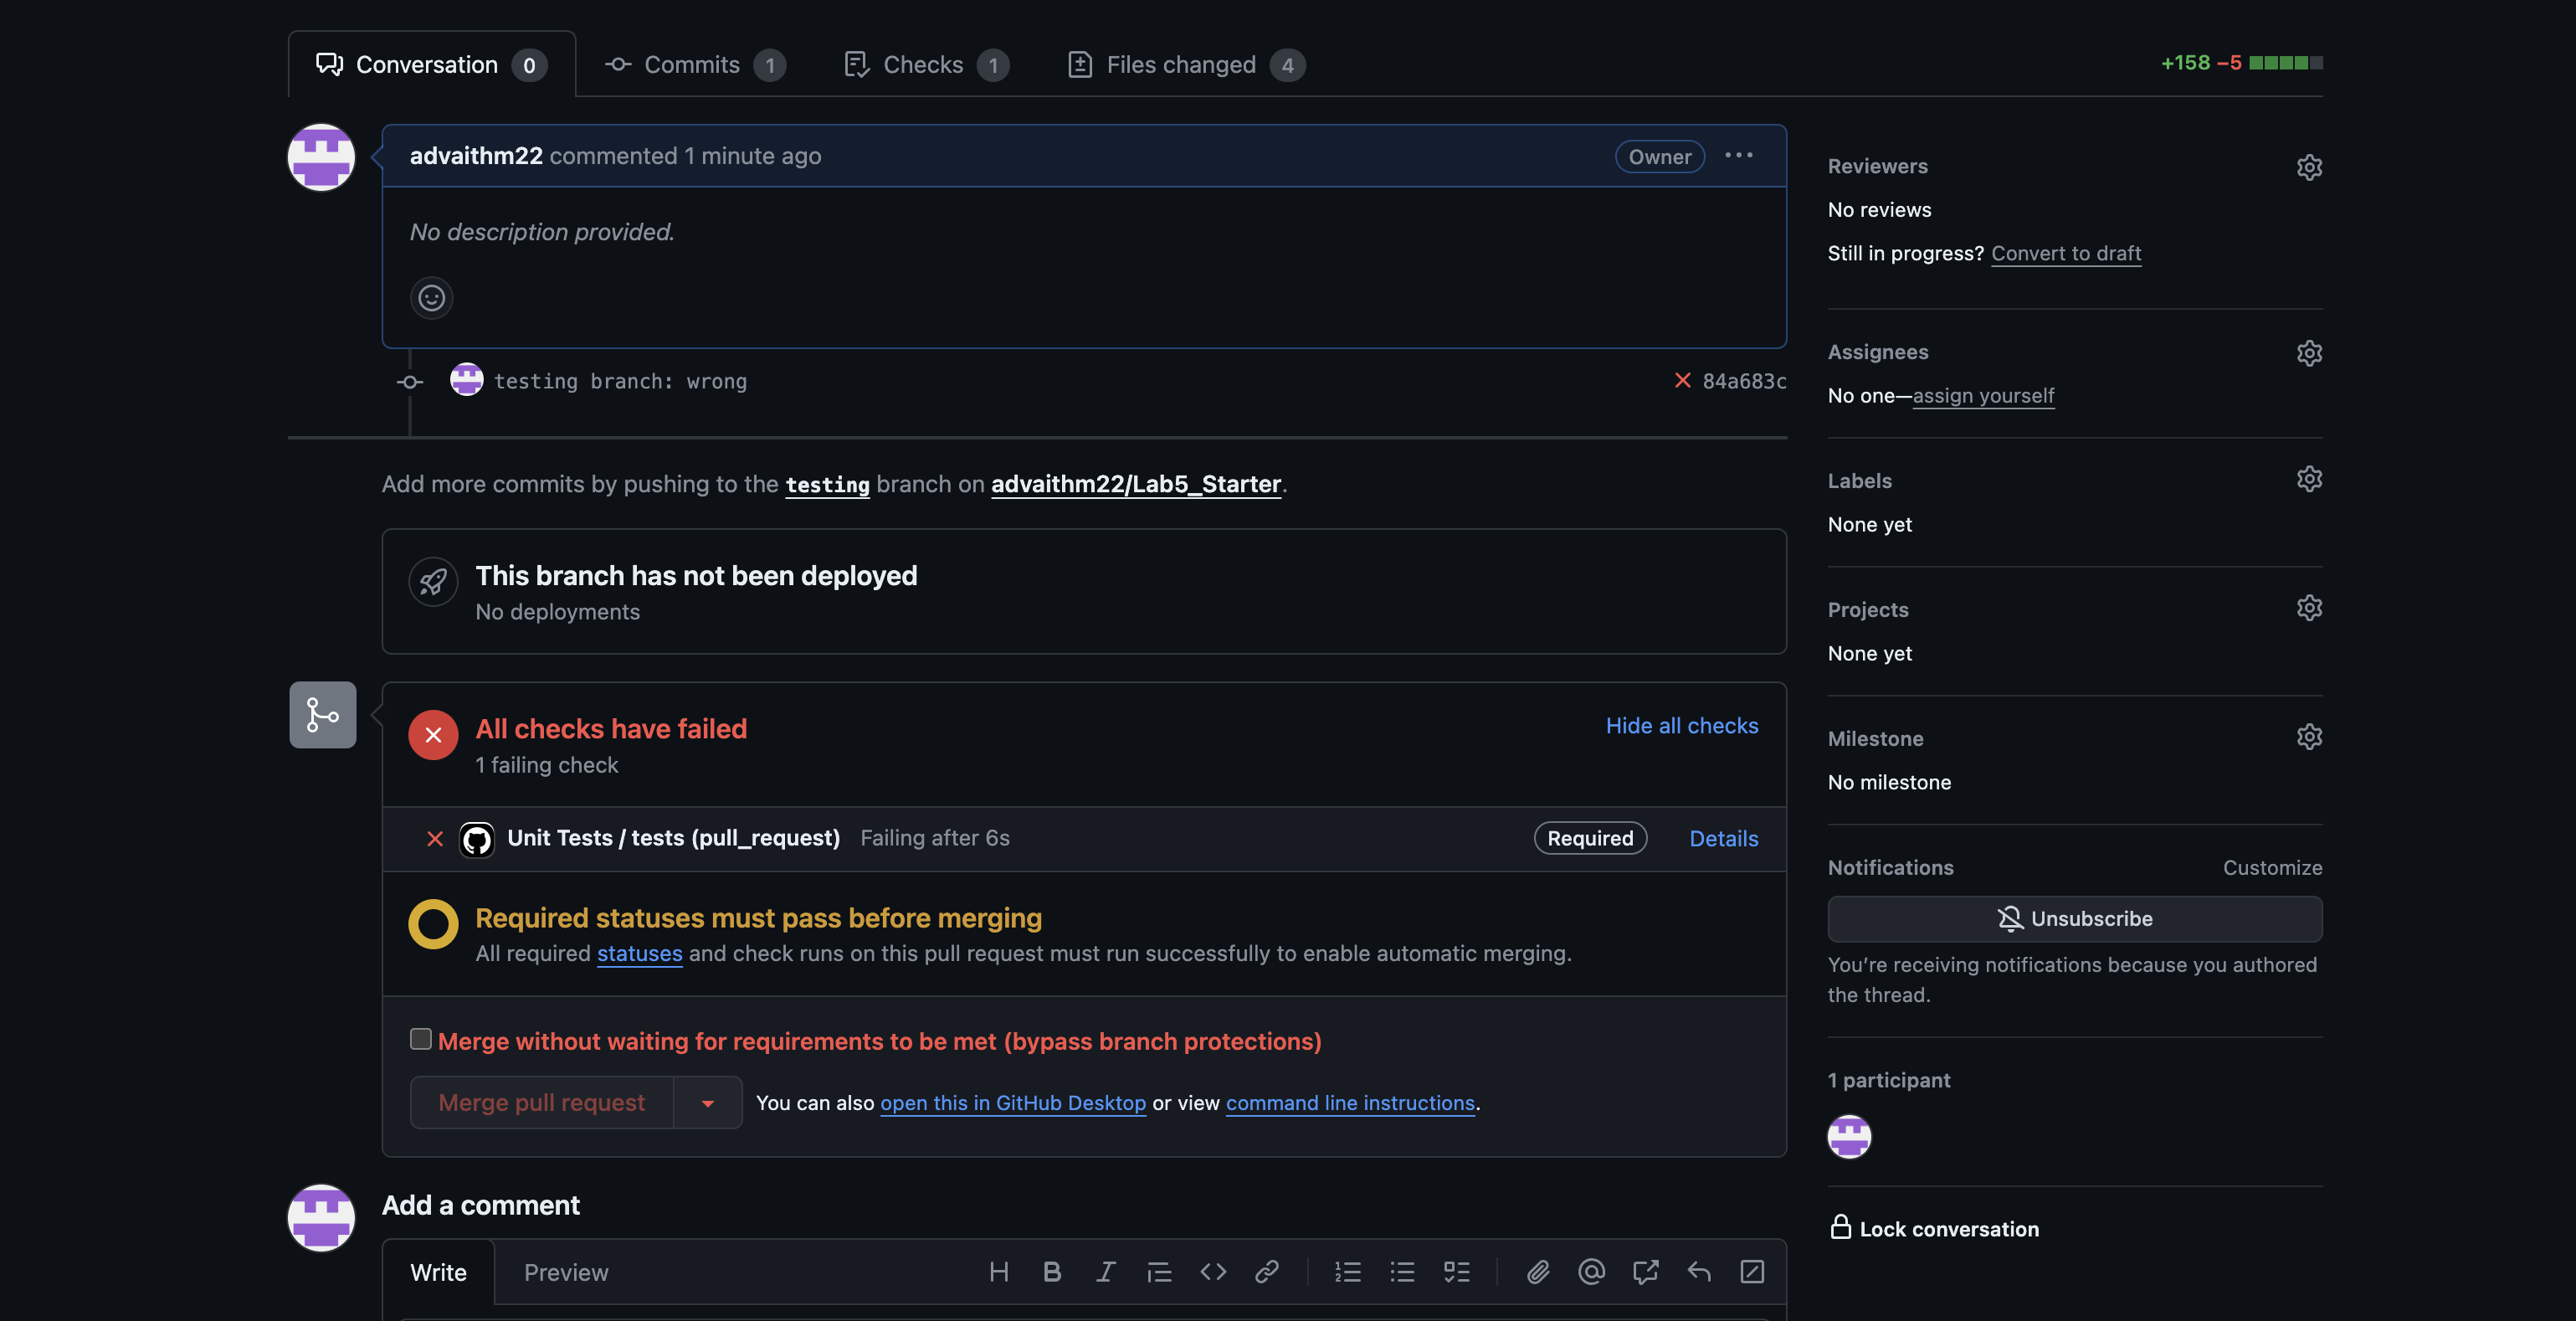 Conversation 0
Commits 1
Checks 1
Files changed 4
+158 −5
advaithm22 commented 1 minute ago
Owner
No description provided.
testing branch: wrong
84a683c
Add more commits by pushing to the testing branch on advaithm22/Lab5_Starter.
This branch has not been deployed
No deployments
All checks have failed
Hide all checks
1 failing check
Unit Tests / tests (pull_request) Failing after 6s
Required
Details
Required statuses must pass before merging
All required statuses and check runs on this pull request must run successfully to enable automatic merging.
Merge without waiting for requirements to be met (bypass branch protections)
Merge pull request
You can also open this in GitHub Desktop or view command line instructions.
Add a comment
Write
Preview
Reviewers
No reviews
Still in progress? Convert to draft
Assignees
No one—assign yourself
Labels
None yet
Projects
None yet
Milestone
No milestone
Notifications
Customize
Unsubscribe
You’re receiving notifications because you authored
the thread.
1 participant
Lock conversation